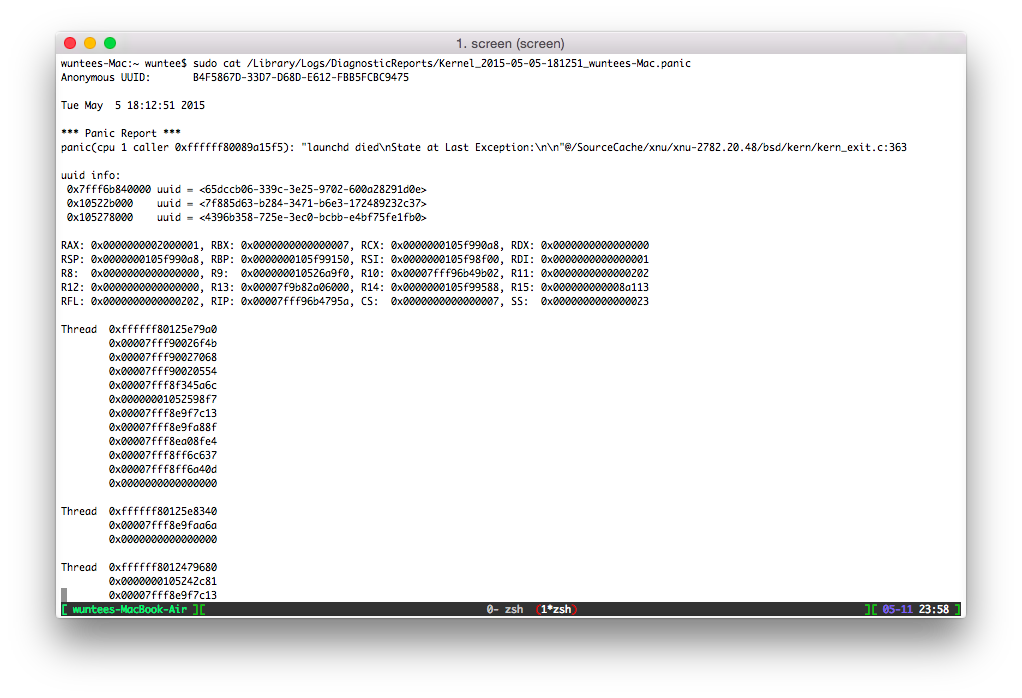 1. screen (screen)
wuntees-Mac:~ wuntee$ sudo cat /Library/Logs/DiagnosticReports/Kernel_2015-05-05-181251_wuntees-Mac.panic
Anonymous UUID:       B4F5867D-33D7-D68D-E612-FBB5FCBC9475
Tue May  5 18:12:51 2015
*** Panic Report ***
panic(cpu 1 caller 0xffffff80089a15f5): "launchd died\nState at Last Exception:\n\n"@/SourceCache/xnu/xnu-2782.20.48/bsd/kern/kern_exit.c:363
uuid info:
 0x7fff6b840000 uuid = <65dccb06-339c-3e25-9702-600a28291d0e>
 0x10522b000    uuid = <7f885d63-b284-3471-b6e3-172489232c37>
 0x105278000    uuid = <4396b358-725e-3ec0-bcbb-e4bf75fe1fb0>
RAX: 0x0000000002000001, RBX: 0x0000000000000007, RCX: 0x0000000105f990a8, RDX: 0x0000000000000000
RSP: 0x0000000105f990a8, RBP: 0x0000000105f99150, RSI: 0x0000000105f98f00, RDI: 0x0000000000000001
R8:  0x0000000000000000, R9:  0x000000010526a9f0, R10: 0x00007fff96b49b02, R11: 0x0000000000000202
R12: 0x0000000000000000, R13: 0x00007f9b82a06000, R14: 0x0000000105f99588, R15: 0x000000000008a113
RFL: 0x0000000000000202, RIP: 0x00007fff96b4795a, CS:  0x0000000000000007, SS:  0x0000000000000023
Thread  0xffffff80125e79a0
        0x00007fff90026f4b
        0x00007fff90027068
        0x00007fff90020554
        0x00007fff8f345a6c
        0x00000001052598f7
        0x00007fff8e9f7c13
        0x00007fff8e9fa88f
        0x00007fff8ea08fe4
        0x00007fff8ff6c637
        0x00007fff8ff6a40d
        0x0000000000000000
Thread  0xffffff80125e8340
        0x00007fff8e9faa6a
        0x0000000000000000
Thread  0xffffff8012479680
        0x0000000105242c81
        0x00007fff8e9f7c13
[ wuntees-MacBook-Air ][ 0- zsh (1*zsh) ][ 05-11 23:58 ]